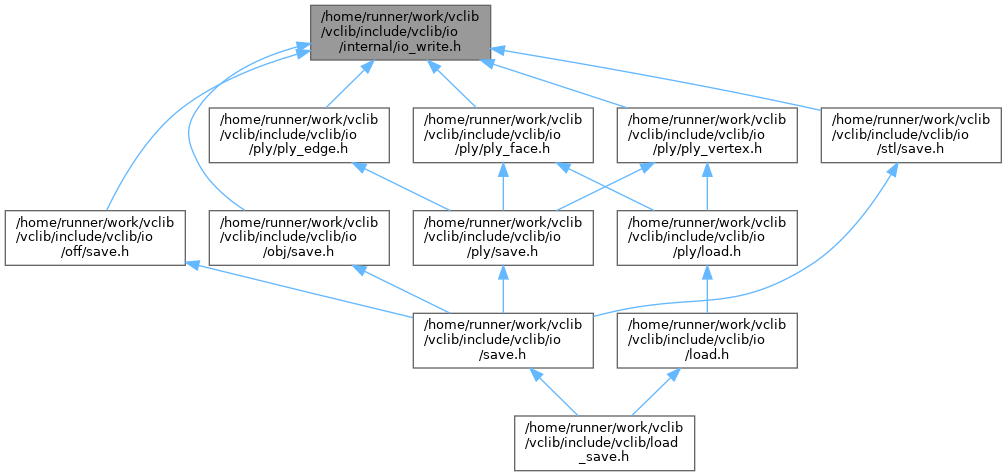 /home/runner/work/vclib
/vclib/include/vclib/io
/internal/io_write.h
/home/runner/work/vclib
/vclib/include/vclib/io
/ply/ply_edge.h
/home/runner/work/vclib
/vclib/include/vclib/io
/ply/ply_face.h
/home/runner/work/vclib
/vclib/include/vclib/io
/ply/ply_vertex.h
/home/runner/work/vclib
/vclib/include/vclib/io
/stl/save.h
/home/runner/work/vclib
/vclib/include/vclib/io
/off/save.h
/home/runner/work/vclib
/vclib/include/vclib/io
/obj/save.h
/home/runner/work/vclib
/vclib/include/vclib/io
/ply/save.h
/home/runner/work/vclib
/vclib/include/vclib/io
/ply/load.h
/home/runner/work/vclib
/vclib/include/vclib/io
/save.h
/home/runner/work/vclib
/vclib/include/vclib/io
/load.h
/home/runner/work/vclib
/vclib/include/vclib/load
_save.h